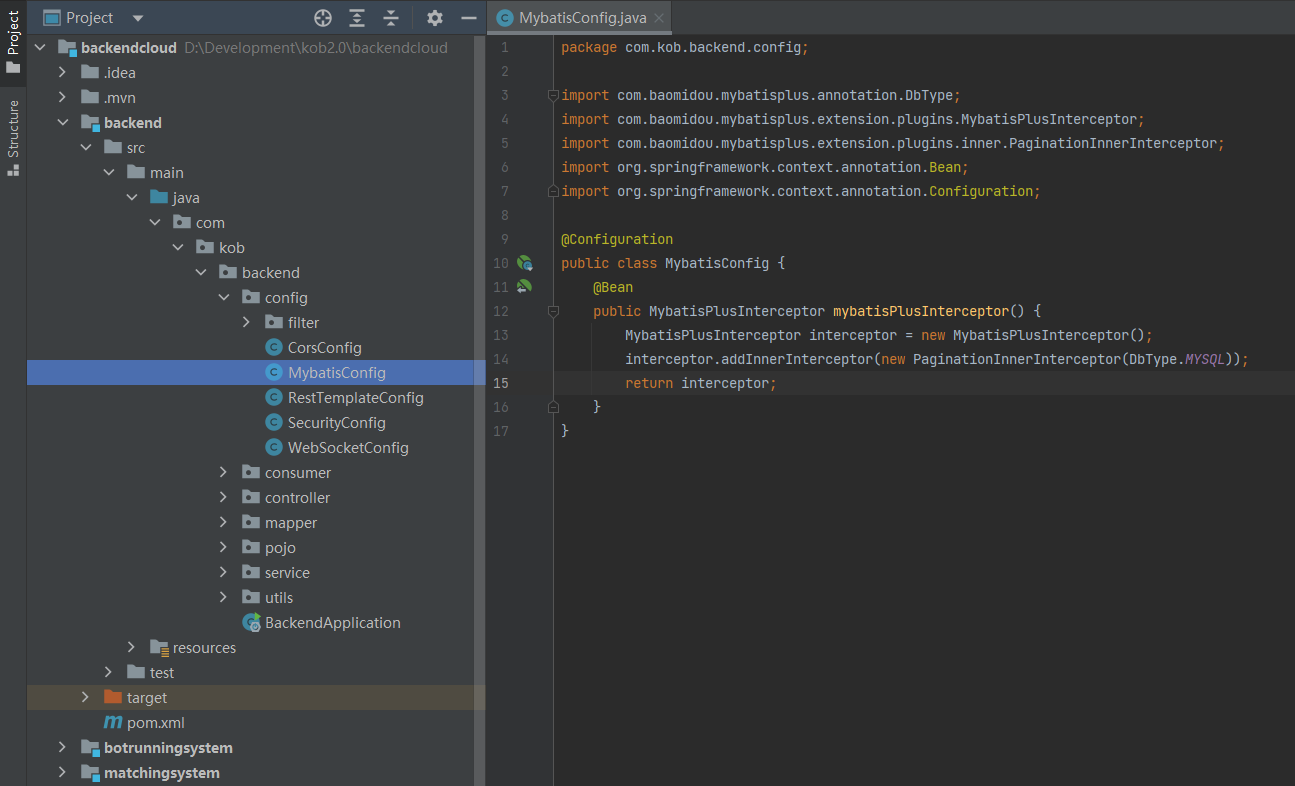 Project
Structure
Project
backendcloud D:\Development\kob2.0\backendcloud
.idea
.mvn
backend
src
main
java
com
kob
backend
config
filter
CorsConfig
MybatisConfig
RestTemplateConfig
SecurityConfig
WebSocketConfig
consumer
controller
mapper
pojo
service
utils
BackendApplication
resources
test
target
pom.xml
botrunningsystem
matchingsystem
MybatisConfig.java
1 package com.kob.backend.config;
2
3 import com.baomidou.mybatisplus.annotation.DbType;
4 import com.baomidou.mybatisplus.extension.plugins.MybatisPlusInterceptor;
5 import com.baomidou.mybatisplus.extension.plugins.inner.PaginationInnerInterceptor;
6 import org.springframework.context.annotation.Bean;
7 import org.springframework.context.annotation.Configuration;
8
9 @Configuration
10 public class MybatisConfig {
11 @Bean
12 public MybatisPlusInterceptor mybatisPlusInterceptor() {
13 MybatisPlusInterceptor interceptor = new MybatisPlusInterceptor();
14 interceptor.addInnerInterceptor(new PaginationInnerInterceptor(DbType.MYSQL));
15 return interceptor;
16 }
17 }